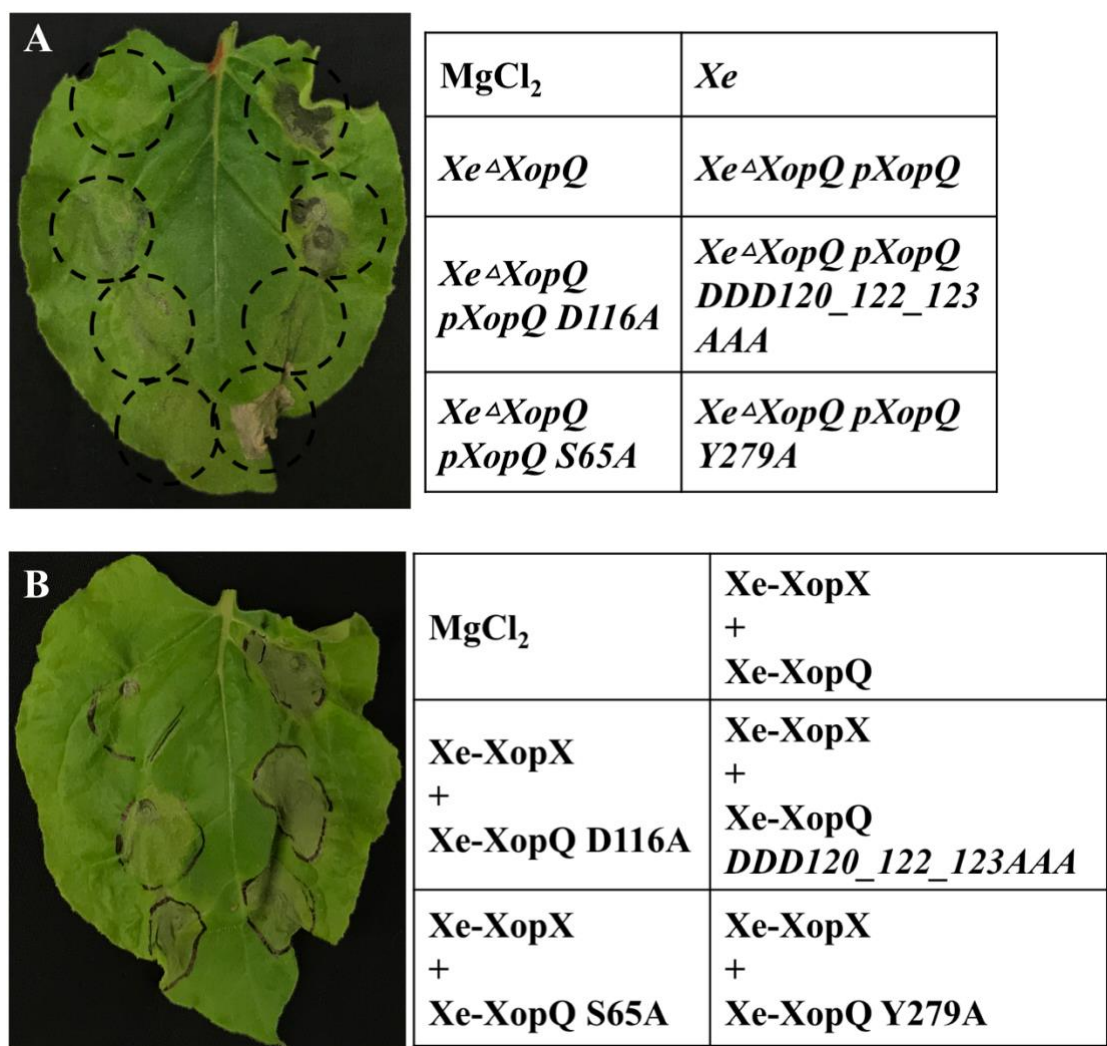 A
MgCl₂
Xe
Xe△XopQ
Xe△XopQ pXopQ
Xe△XopQ
pXopQ D116A
Xe△XopQ pXopQ
DDD120_122_123
AAA
Xe△XopQ
pXopQ S65A
Xe△XopQ pXopQ
Y279A
B
MgCl₂
Xe-XopX
+
Xe-XopQ
Xe-XopX
+
Xe-XopQ D116A
Xe-XopX
+
Xe-XopQ
DDD120_122_123AAA
Xe-XopX
+
Xe-XopQ S65A
Xe-XopX
+
Xe-XopQ Y279A